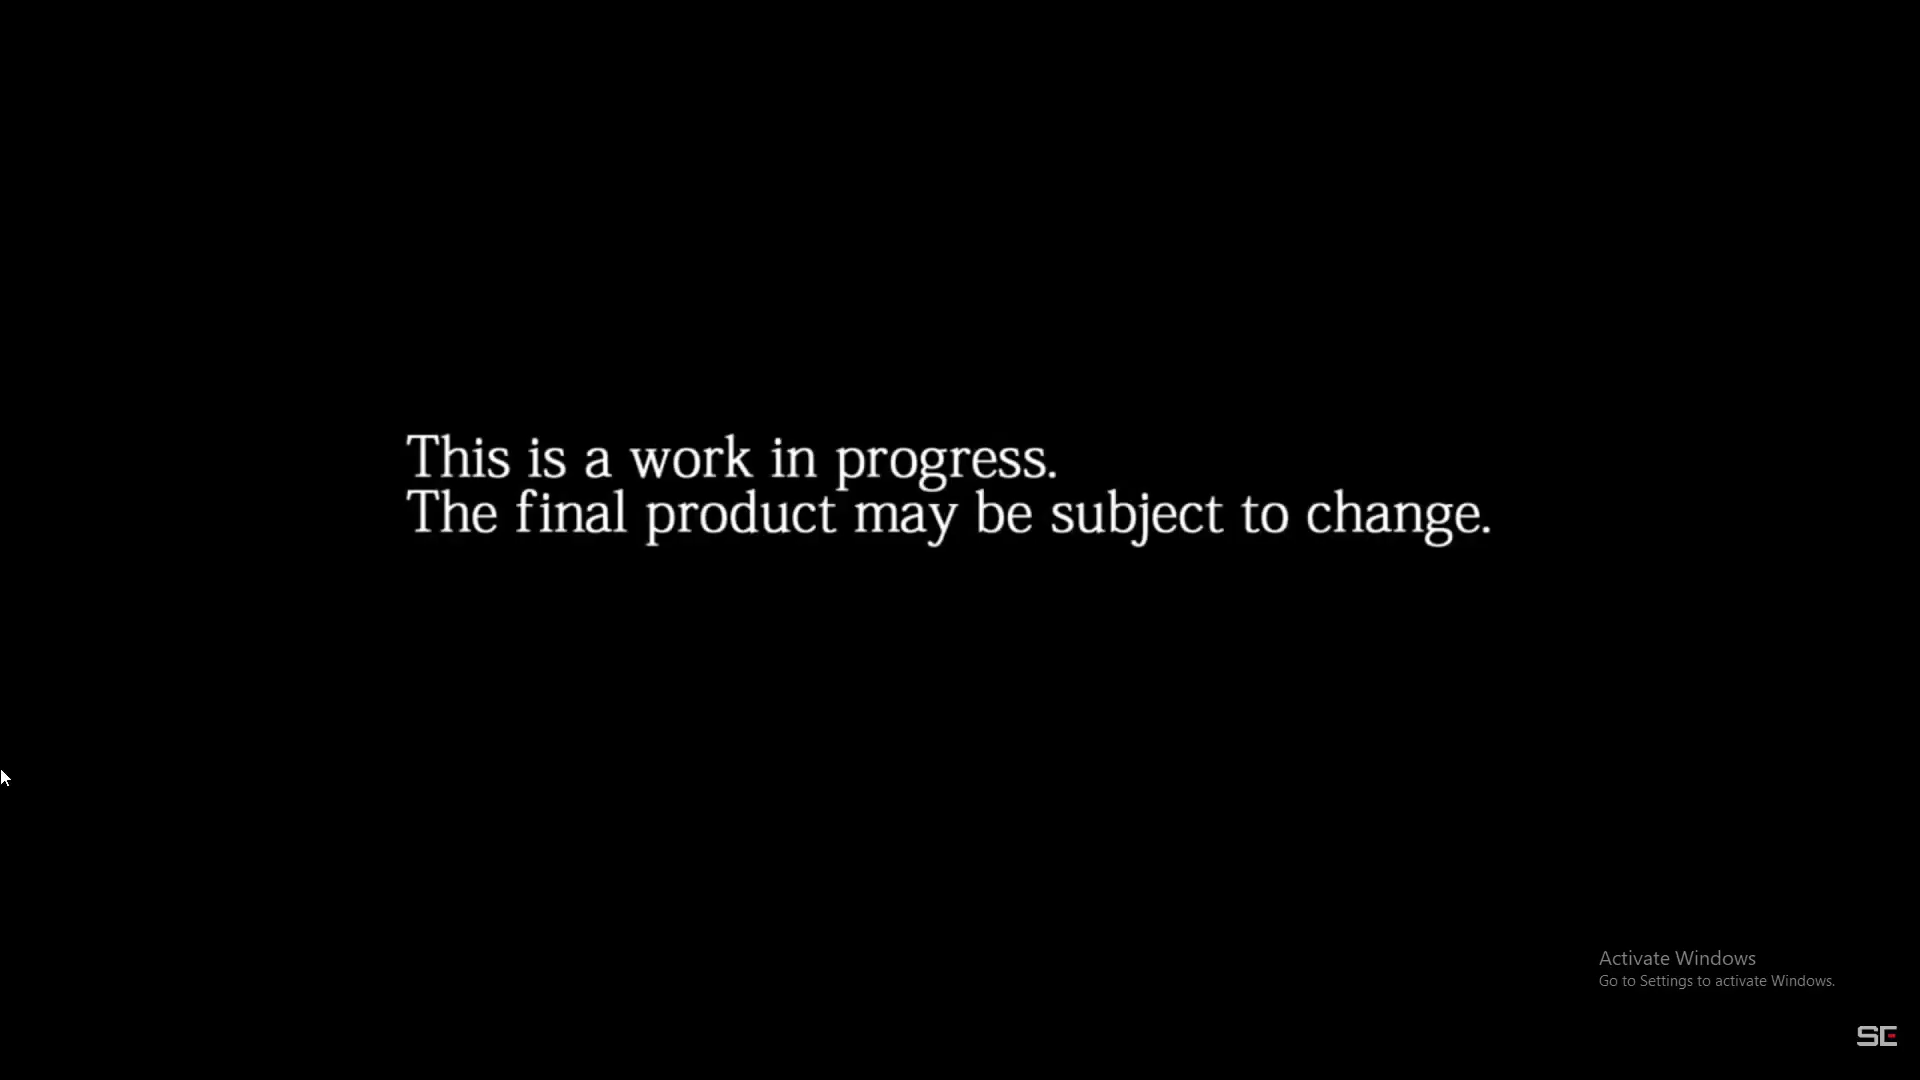 This is a work in progress.
The final product may be subject to change.
Activate Windows
Go to Settings to activate Windows.
SE